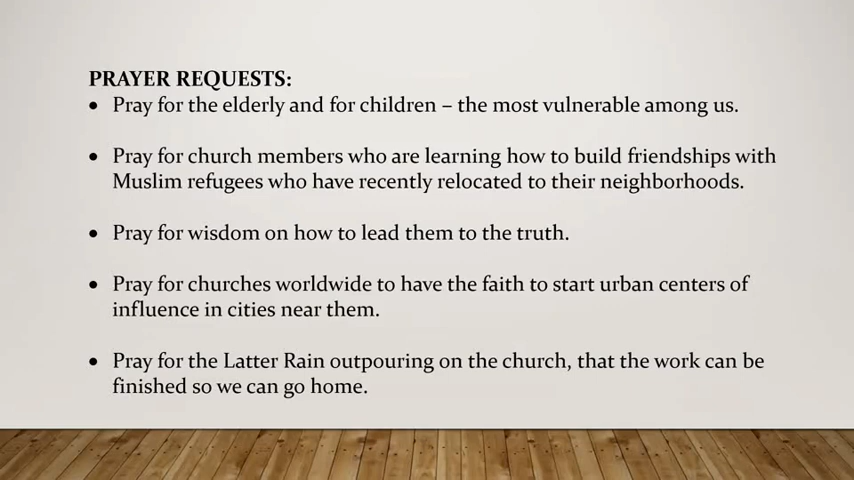 PRAYER REQUESTS:
• Pray for the elderly and for children – the most vulnerable among us.
• Pray for church members who are learning how to build friendships with
Muslim refugees who have recently relocated to their neighborhoods.
• Pray for wisdom on how to lead them to the truth.
• Pray for churches worldwide to have the faith to start urban centers of
influence in cities near them.
• Pray for the Latter Rain outpouring on the church, that the work can be
finished so we can go home.